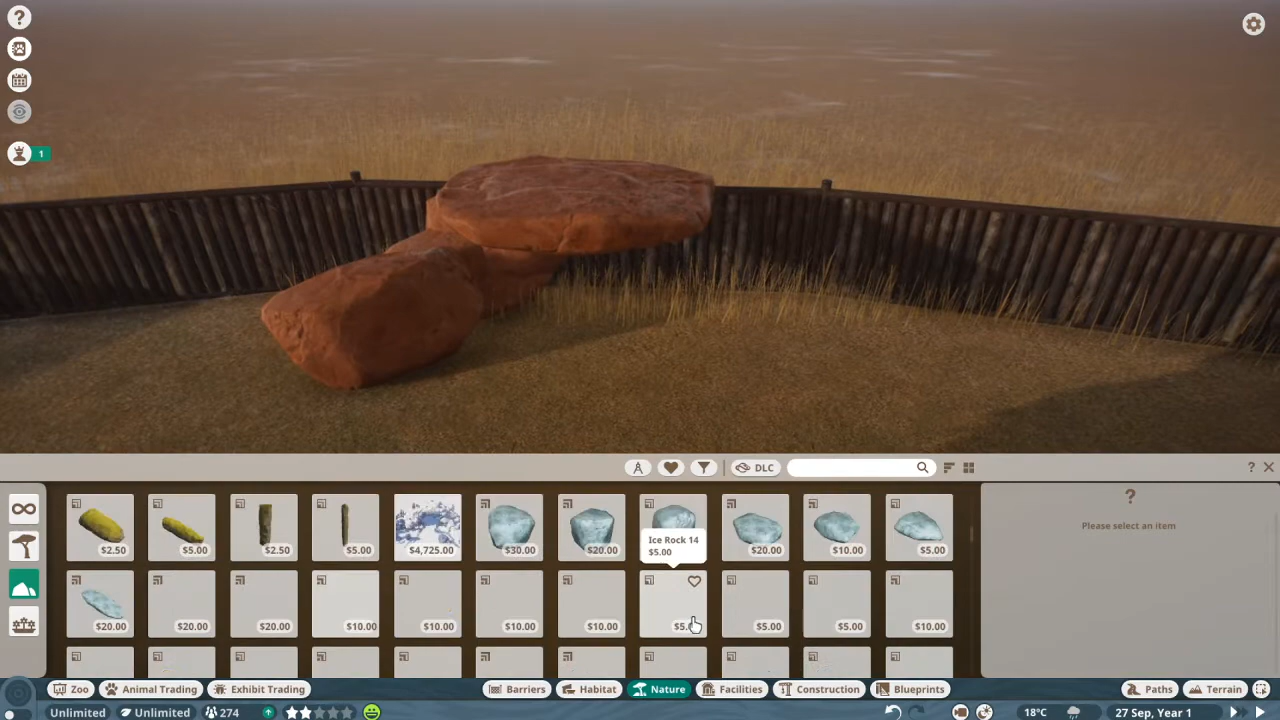 ?
1
DLC
?
$2.50
$5.00
$2.50
$5.00
$4,725.00
$30.00
$20.00
Ice Rock 14
$5.00
$20.00
$10.00
$5.00
?
Please select an item
$20.00
$20.00
$20.00
$10.00
$10.00
$10.00
$10.00
$5.00
$5.00
$10.00
Zoo
Animal Trading
Exhibit Trading
Barriers
Habitat
Nature
Facilities
Construction
Blueprints
Paths
Terrain
Unlimited
Unlimited
274
18°C
27 Sep, Year 1